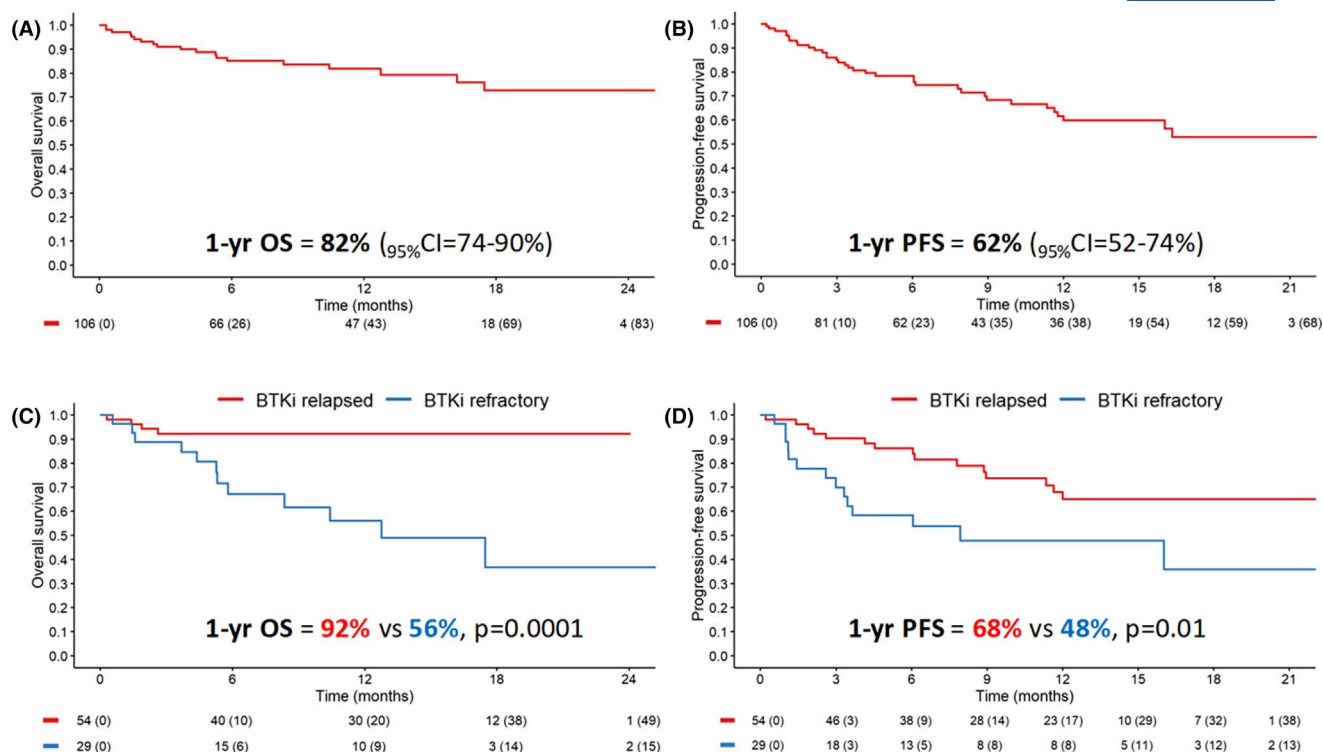 (A)
Overall survival
1.0
0.9
0.8
0.7
0.6
0.5
0.4
0.3
0.2
0.1
0.0
1-yr OS = 82% (95%CI=74-90%)
0 6 12 18 24
Time (months)
106 (0) 66 (26) 47 (43) 18 (69) 4 (83)
(B)
Progression-free survival
1.0
0.9
0.8
0.7
0.6
0.5
0.4
0.3
0.2
0.1
0.0
1-yr PFS = 62% (95%CI=52-74%)
0 3 6 9 12 15 18 21
Time (months)
106 (0) 81 (10) 62 (23) 43 (35) 36 (38) 19 (54) 12 (59) 3 (68)
(C)
BTKi relapsed BTKi refractory
Overall survival
1.0
0.9
0.8
0.7
0.6
0.5
0.4
0.3
0.2
0.1
0.0
1-yr OS = 92% vs 56%, p=0.0001
0 6 12 18 24
Time (months)
54 (0) 40 (10) 30 (20) 12 (38) 1 (49)
29 (0) 15 (6) 10 (9) 3 (14) 2 (15)
(D)
BTKi relapsed BTKi refractory
Progression-free survival
1.0
0.9
0.8
0.7
0.6
0.5
0.4
0.3
0.2
0.1
0.0
1-yr PFS = 68% vs 48%, p=0.01
0 3 6 9 12 15 18 21
Time (months)
54 (0) 46 (3) 38 (9) 28 (14) 23 (17) 10 (29) 7 (32) 1 (38)
29 (0) 18 (3) 13 (5) 8 (8) 8 (8) 5 (11) 3 (12) 2 (13)